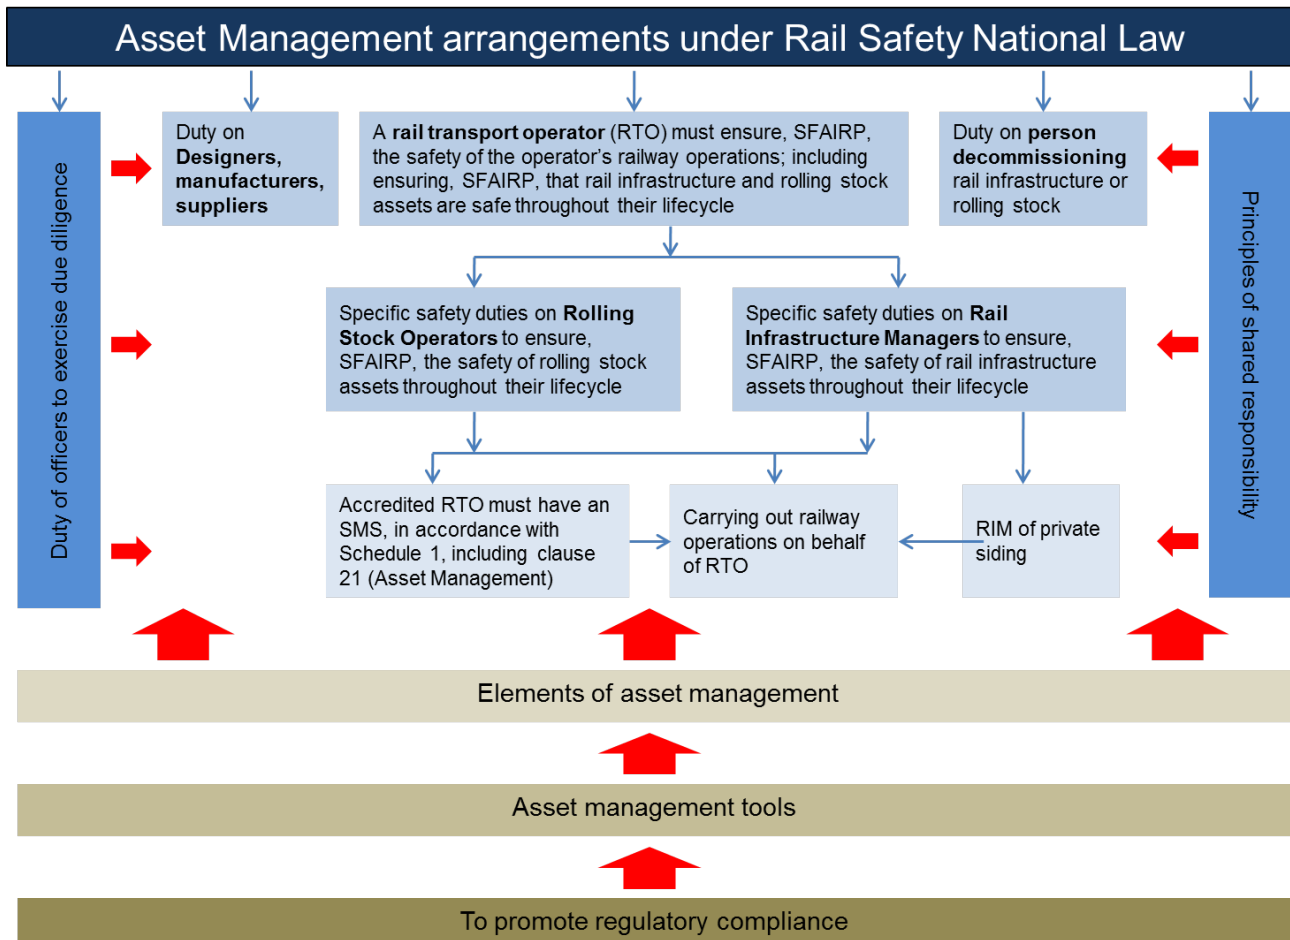 Asset Management arrangements under Rail Safety National Law
Duty of officers to exercise due diligence
Duty on
Designers,
manufacturers,
suppliers
A rail transport operator (RTO) must ensure, SFAIRP,
the safety of the operator's railway operations; including
ensuring, SFAIRP, that rail infrastructure and rolling stock
assets are safe throughout their lifecycle
Duty on person
decommissioning
rail infrastructure or
rolling stock
Principles of shared responsibility
Specific safety duties on Rolling
Stock Operators to ensure,
SFAIRP, the safety of rolling stock
assets throughout their lifecycle
Specific safety duties on Rail
Infrastructure Managers to ensure,
SFAIRP, the safety of rail infrastructure
assets throughout their lifecycle
Accredited RTO must have an
SMS, in accordance with
Schedule 1, including clause
21 (Asset Management)
Carrying out railway
operations on behalf
of RTO
RIM of private
siding
Elements of asset management
Asset management tools
To promote regulatory compliance